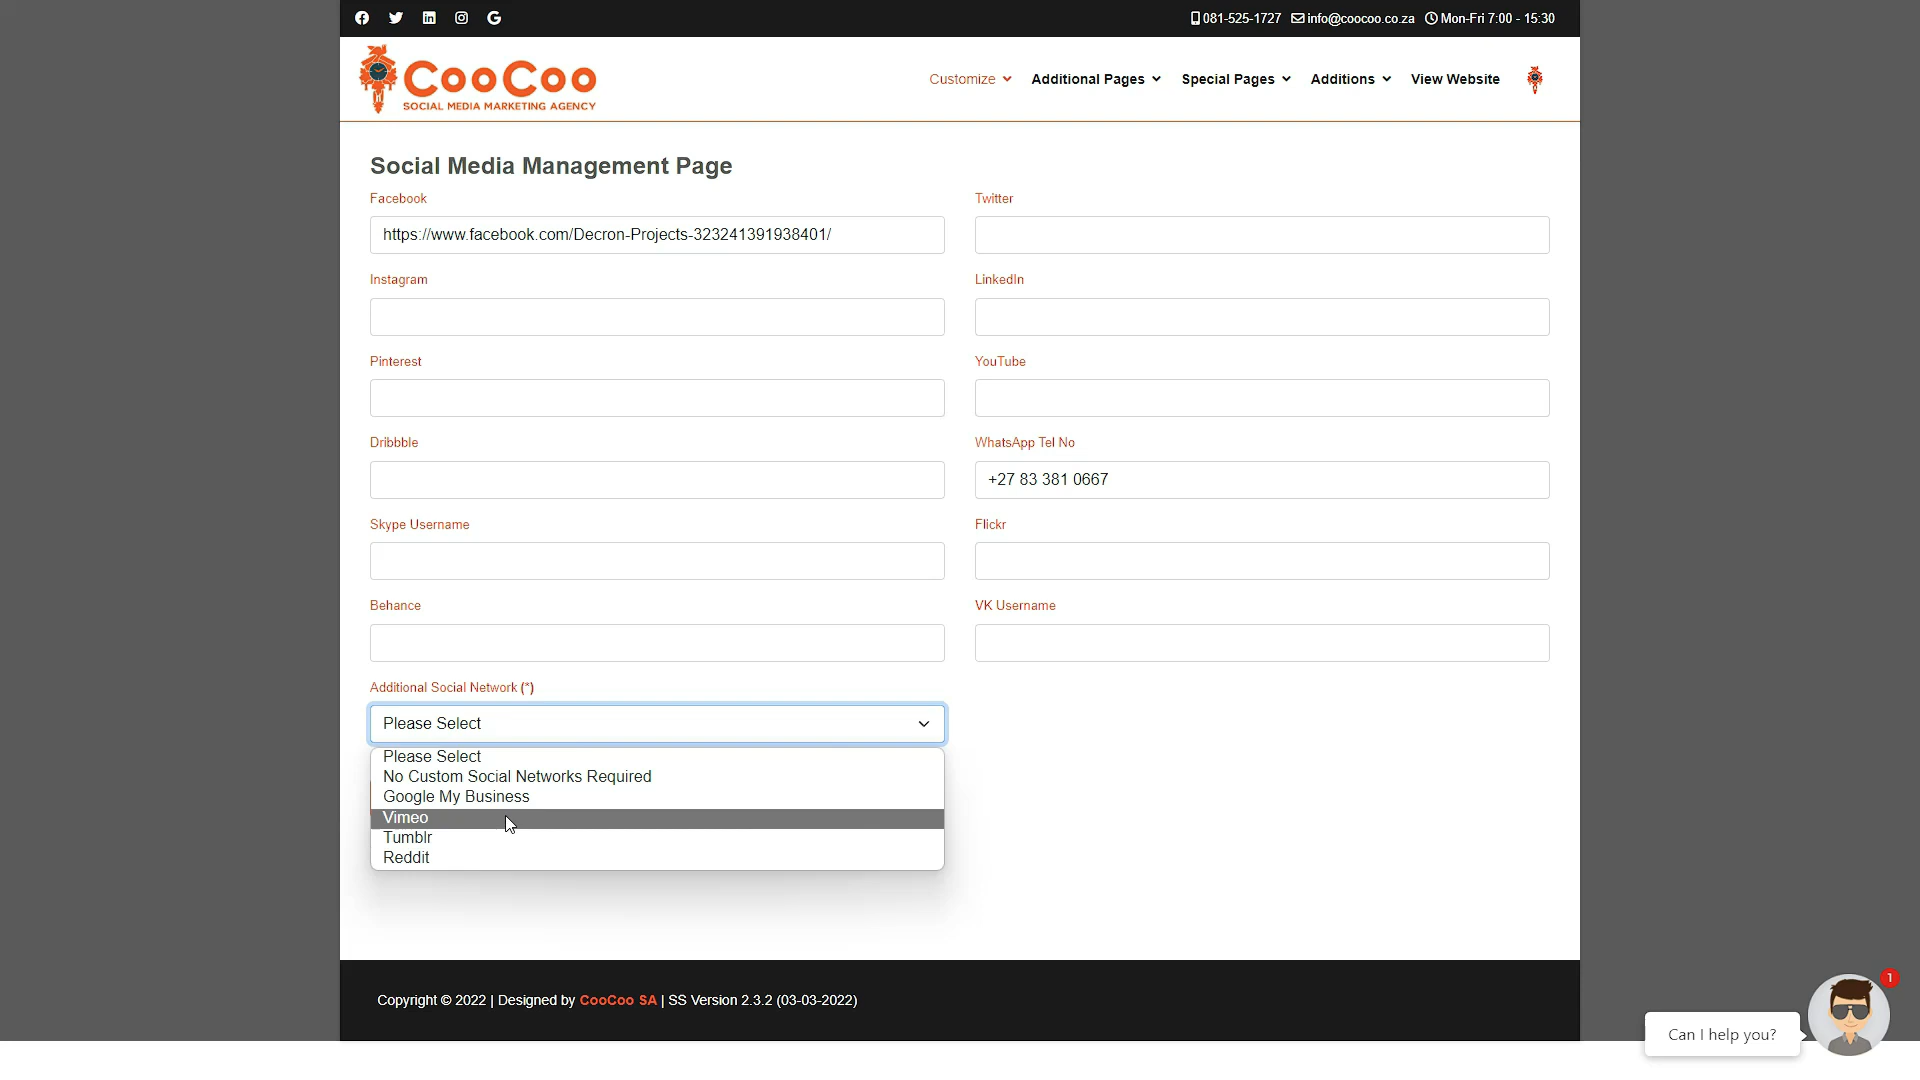 081-525-1727 info@coocoo.co.za Mon-Fri 7:00 - 15:30
CooCoo
SOCIAL MEDIA MARKETING AGENCY
Customize Additional Pages Special Pages Additions View Website
Social Media Management Page
Facebook
https://www.facebook.com/Decron-Projects-323241391938401/
Twitter
Instagram
LinkedIn
Pinterest
YouTube
Dribbble
WhatsApp Tel No
+27 83 381 0667
Skype Username
Flickr
Behance
VK Username
Additional Social Network (*)
Please Select
Please Select
No Custom Social Networks Required
Google My Business
Vimeo
Tumblr
Reddit
Copyright © 2022 | Designed by CooCoo SA | SS Version 2.3.2 (03-03-2022)
1
Can I help you?